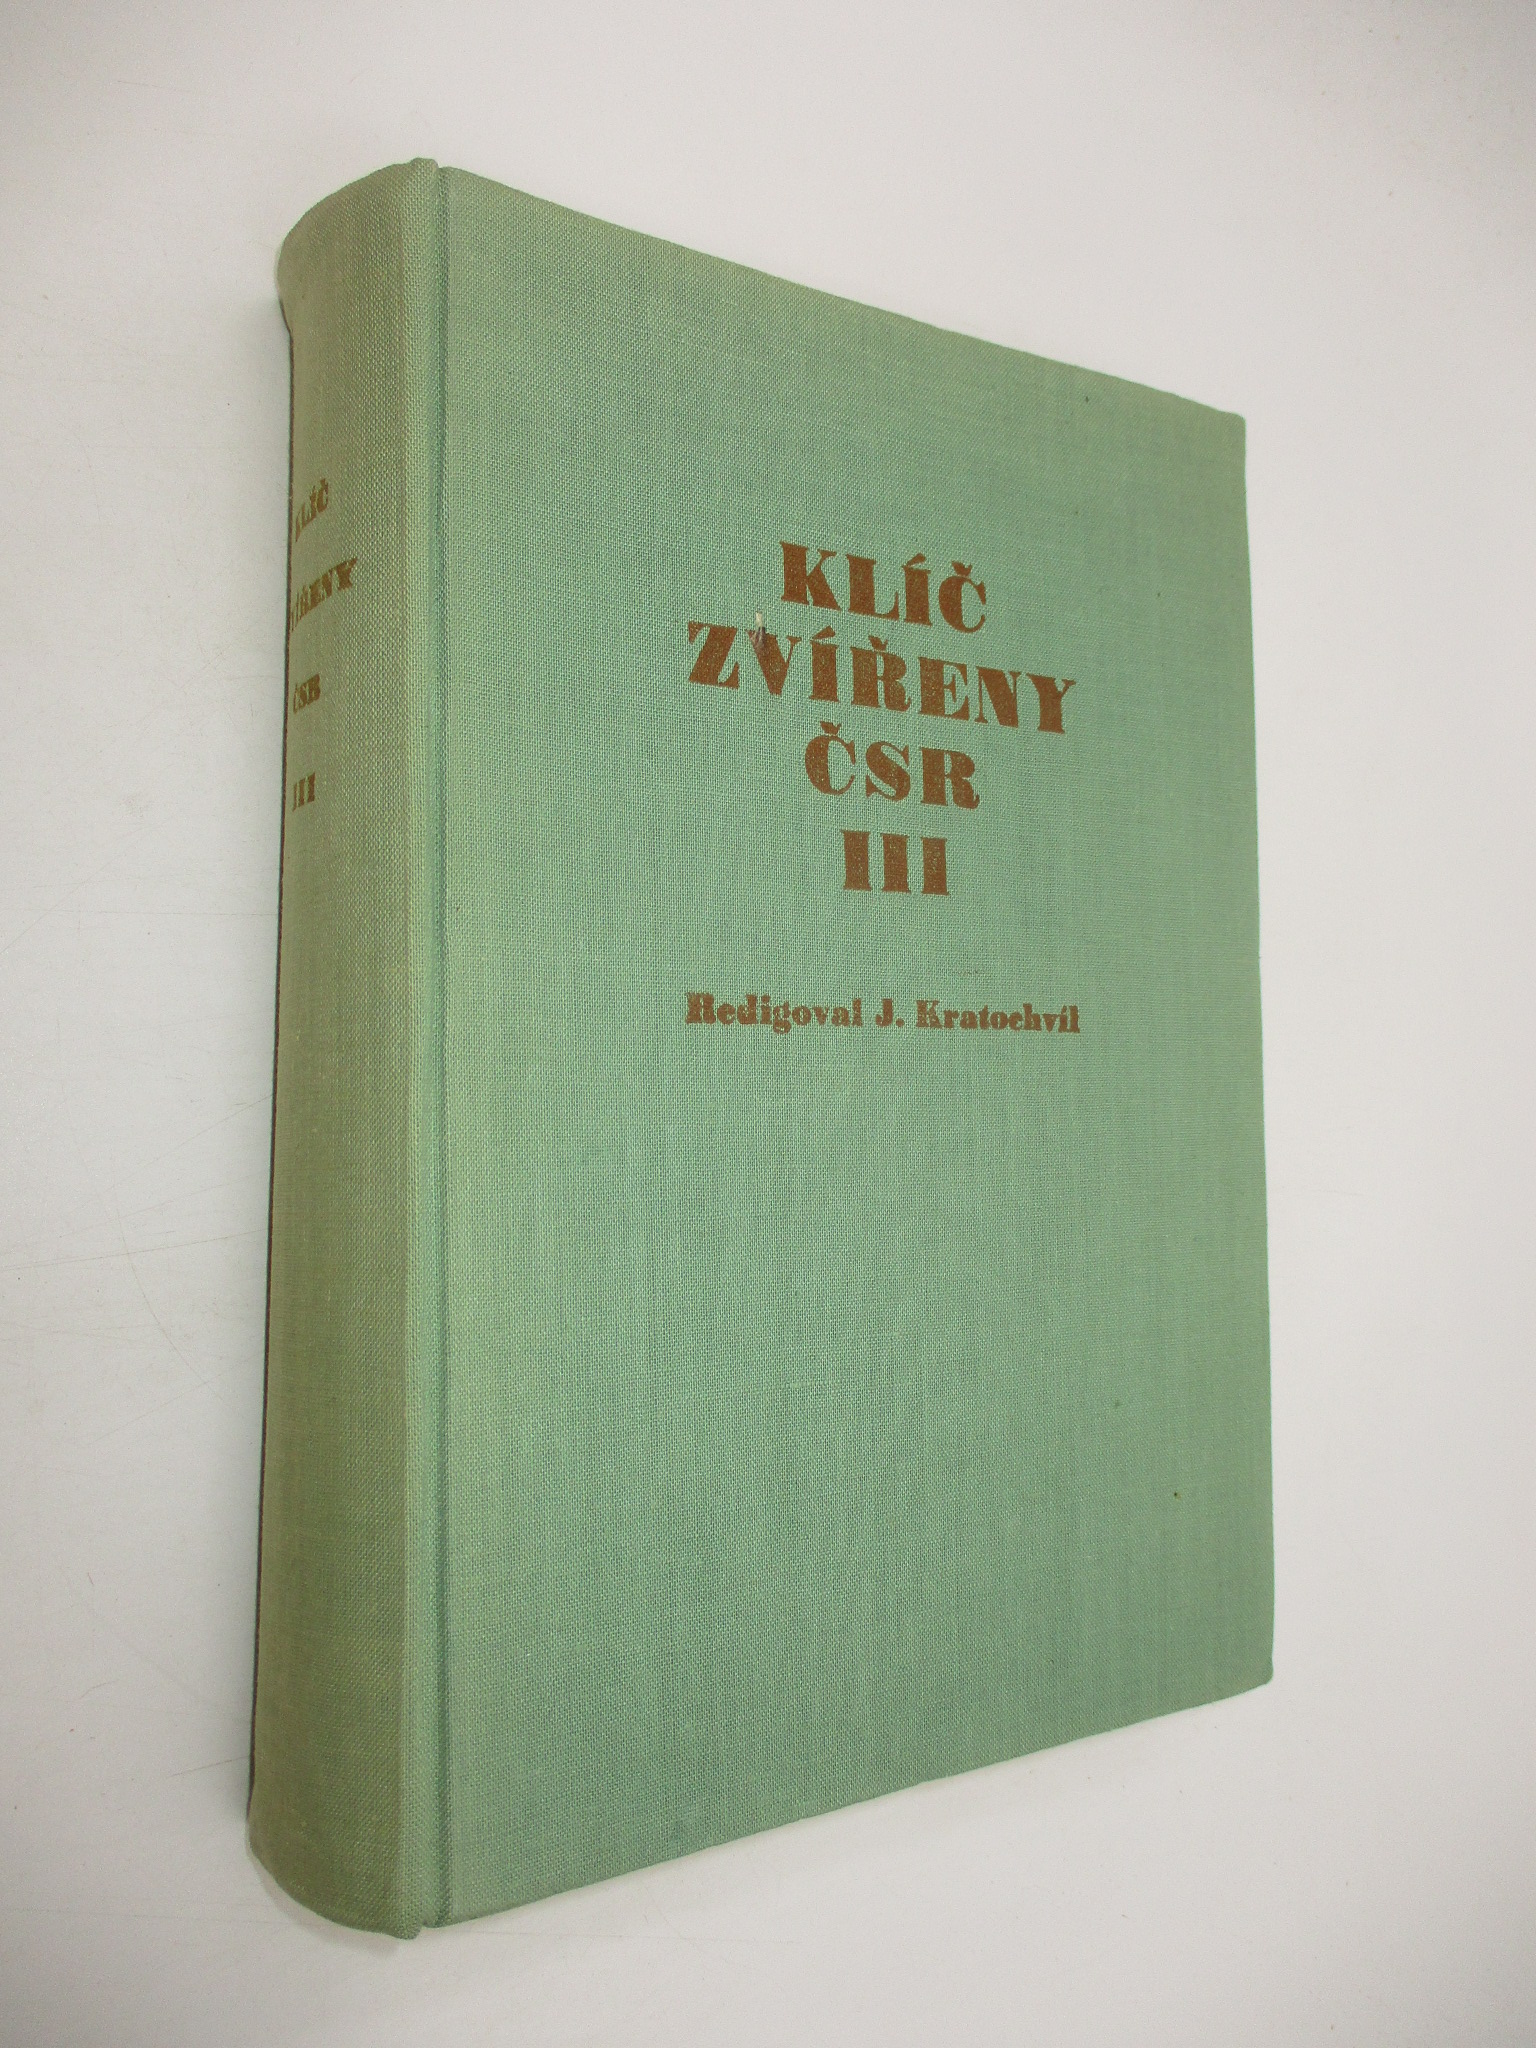 KLÍČ
ZVÍŘENY
ČSR
III
Redigoval J. Kratochvíl
KLÍČ
ZVÍŘENY
ČSR
III